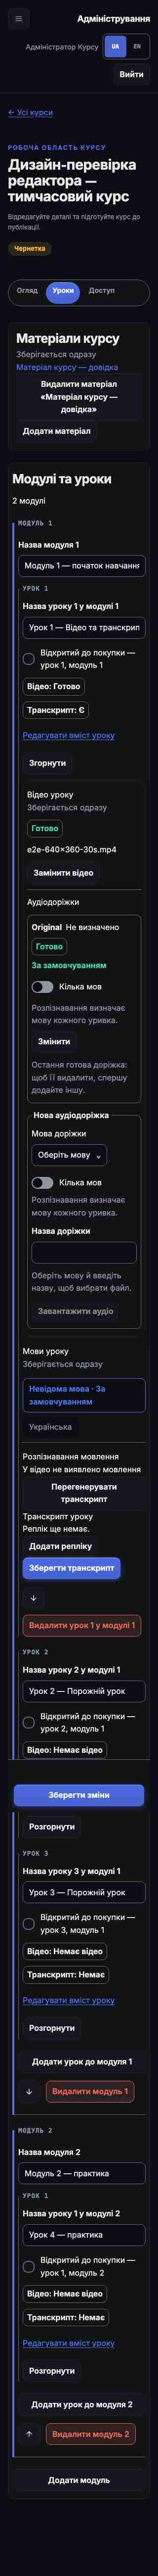 Адміністрування
Адміністратор Курсу
UA
EN
Вийти
← Усі курси
РОБОЧА ОБЛАСТЬ КУРСУ
Дизайн-перевірка
редактора —
тимчасовий курс
Відредагуйте деталі та підготуйте курс до
публікації.
Чернетка
Огляд
Уроки
Доступ
Матеріали курсу
Зберігається одразу
Матеріал курсу — довідка
Видалити матеріал
«Матеріал курсу —
довідка»
Додати матеріал
Модулі та уроки
2 модулі
МОДУЛЬ 1
Назва модуля 1
Модуль 1 — початок навчання
УРОК 1
Назва уроку 1 у модулі 1
Урок 1 — Відео та транскрип
Відкритий до покупки —
урок 1, модуль 1
Відео: Готово
Транскрипт: Є
Редагувати вміст уроку
Згорнути
Відео уроку
Зберігається одразу
Готово
e2e-640x360-30s.mp4
Замінити відео
Аудіодоріжки
Original Не визначено
Готово
За замовчуванням
Кілька мов
Розпізнавання визначає
мову кожного уривка.
Змінити
Остання готова доріжка:
щоб її видалити, спершу
додайте іншу.
Нова аудіодоріжка
Мова доріжки
Оберіть мову
Кілька мов
Розпізнавання визначає
мову кожного уривка.
Назва доріжки
Оберіть мову й введіть
назву, щоб вибрати файл.
Завантажити аудіо
Мови уроку
Зберігається одразу
Невідома мова · За
замовчуванням
Українська
Розпізнавання мовлення
У відео не виявлено мовлення
Перегенерувати
транскрипт
Транскрипт уроку
Реплік ще немає.
Додати репліку
Зберегти транскрипт
↓
Видалити урок 1 у модулі 1
УРОК 2
Назва уроку 2 у модулі 1
Урок 2 — Порожній урок
Відкритий до покупки —
урок 2, модуль 1
Відео: Немає відео
Зберегти зміни
Розгорнути
УРОК 3
Назва уроку 3 у модулі 1
Урок 3 — Порожній урок
Відкритий до покупки —
урок 3, модуль 1
Відео: Немає відео
Транскрипт: Немає
Редагувати вміст уроку
Розгорнути
Додати урок до модуля 1
↓
Видалити модуль 1
МОДУЛЬ 2
Назва модуля 2
Модуль 2 — практика
УРОК 1
Назва уроку 1 у модулі 2
Урок 4 — практика
Відкритий до покупки —
урок 1, модуль 2
Відео: Немає відео
Транскрипт: Немає
Редагувати вміст уроку
Розгорнути
Додати урок до модуля 2
↑
Видалити модуль 2
Додати модуль